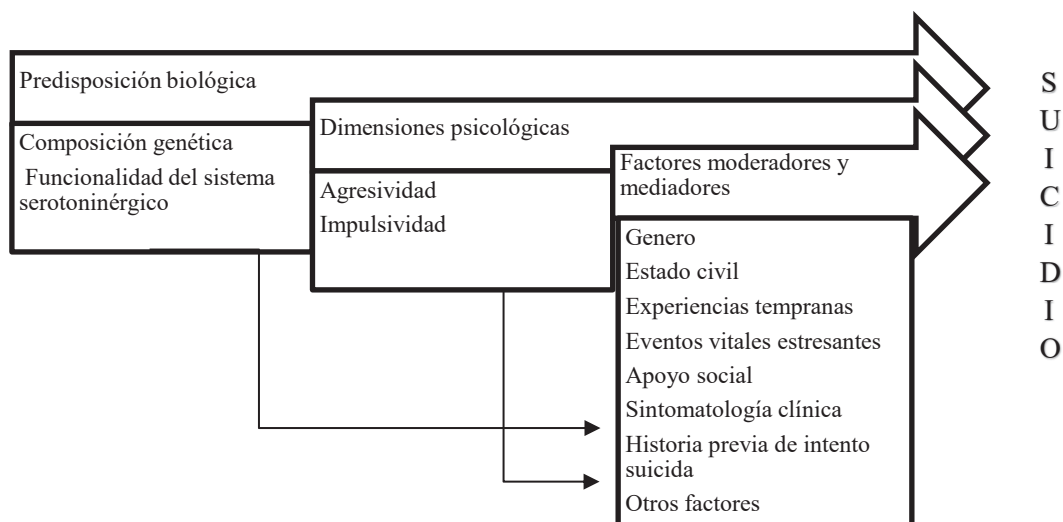 Predisposición biológica
Composición genética
Funcionalidad del sistema
serotoninérgico
Dimensiones psicológicas
Agresividad
Impulsividad
Factores moderadores y
mediadores
Genero
Estado civil
Experiencias tempranas
Eventos vitales estresantes
Apoyo social
Sintomatología clínica
Historia previa de intento
suicida
Otros factores
S
U
I
C
I
D
I
O